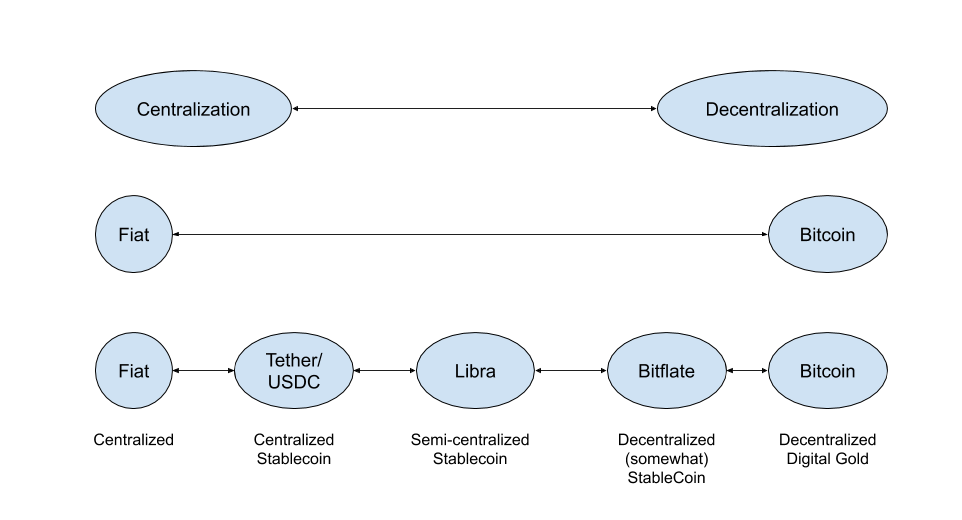 Centralization
Decentralization
Fiat
Bitcoin
Fiat
Tether/
USDC
Libra
Bitflate
Bitcoin
Centralized
Centralized
Stablecoin
Semi-centralized
Stablecoin
Decentralized
(somewhat)
StableCoin
Decentralized
Digital Gold